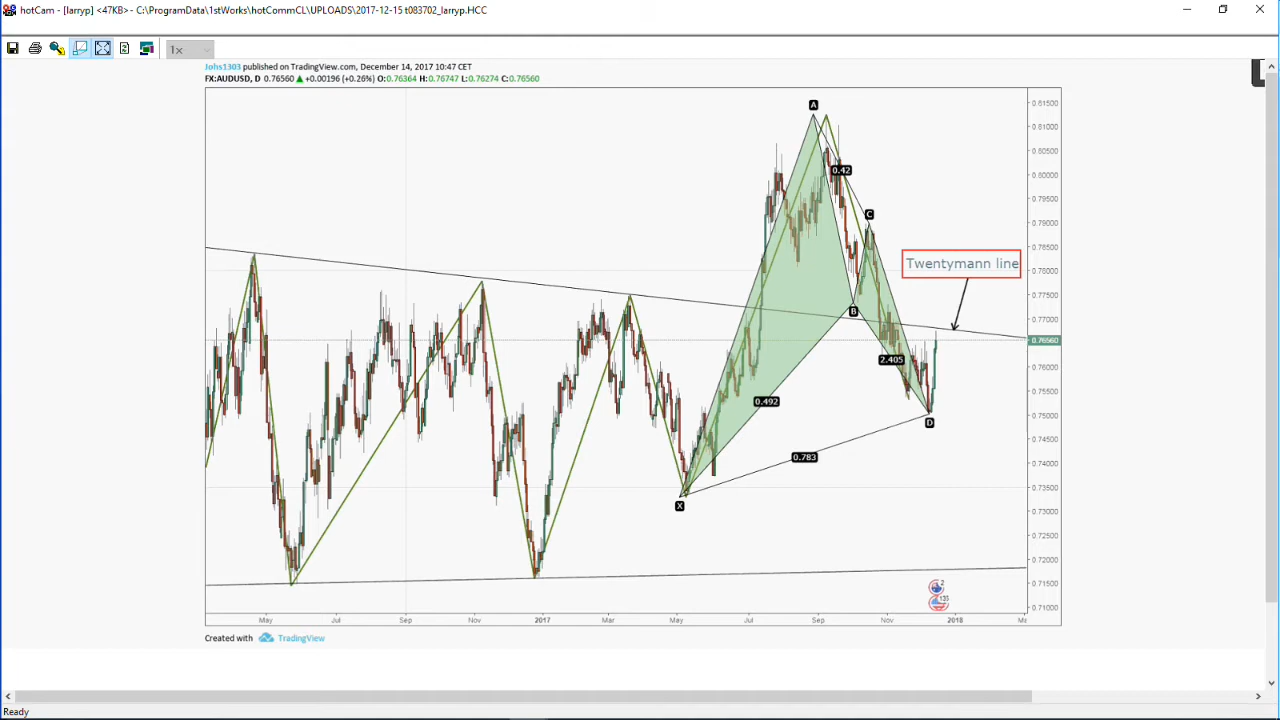 hotCam - [larryp] <47KB> - C:\ProgramData\1stWorks\hotCommCL\UPLOADS\2017-12-15 t083702_larryp.HCC
1x
Johs1303 published on TradingView.com, December 14, 2017 10:47 CET
FX:AUDUSD, D 0.76560 ▲ +0.00196 (+0.26%) O:0.76364 H:0.76747 L:0.76274 C:0.76560
A
0.81500
0.81000
0.42
0.80500
0.80000
0.79500
C
0.79000
0.78500
Twentymann line
0.78000
0.77500
B
0.77000
0.76560
2.405
0.76000
0.75500
0.492
0.75000
D
0.74500
0.783
0.74000
0.73500
X
0.73000
0.72500
0.72000
0.71500
2
135
0.71000
May Jul Sep Nov 2017 Mar May Jul Sep Nov 2018
Created with TradingView
Ready